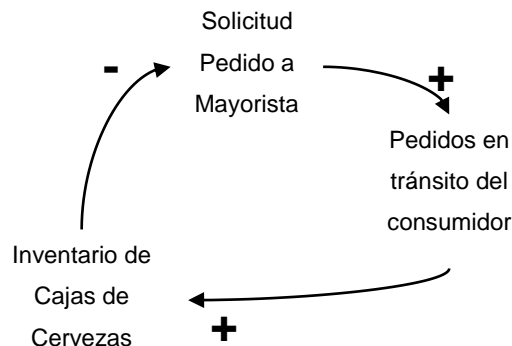 Solicitud
Pedido a
Mayorista
-
+
Pedidos en
tránsito del
consumidor
Inventario de
Cajas de
Cervezas
+